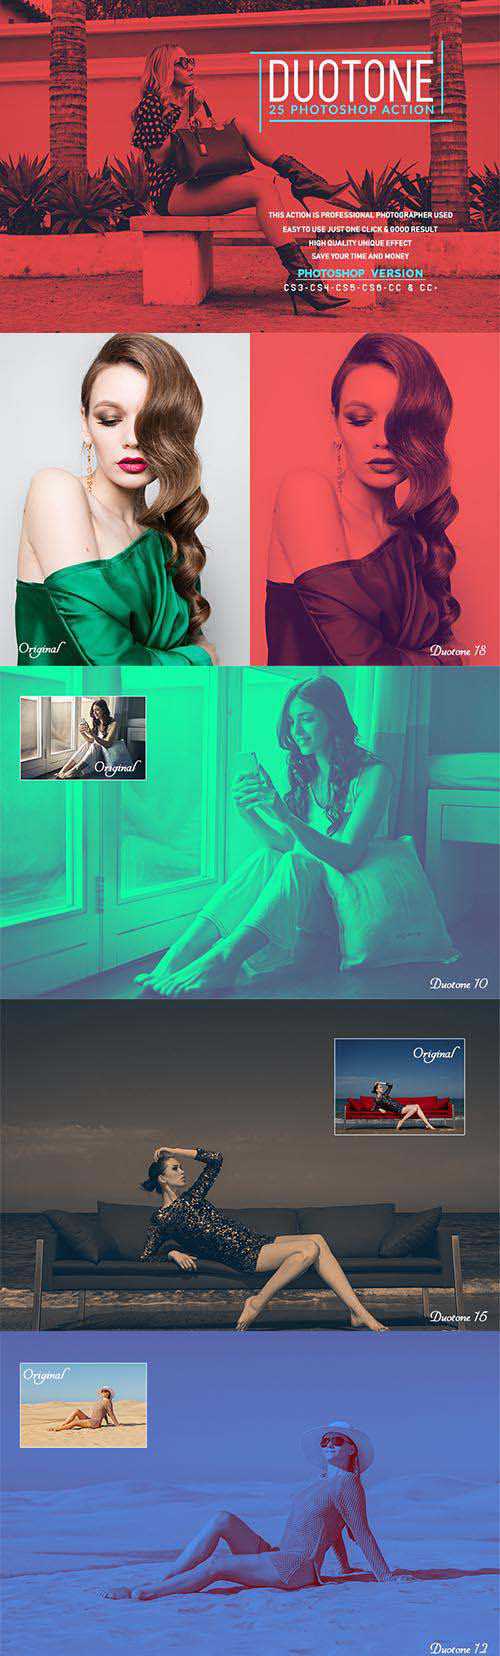 DUOTONE
25 PHOTOSHOP ACTION
THIS ACTION IS PROFESSIONAL PHOTOGRAPHER USED
EASY TO USE JUST ONE CLICK & GOOD RESULT
HIGH QUALITY UNIQUE EFFECT
SAVE YOUR TIME AND MONEY
PHOTOSHOP VERSION
CS3-CS4-CS5-CS6-CC & CC+
Original
Duotone 18
Original
Duotone 10
Original
Duotone 16
Original
Duotone 12